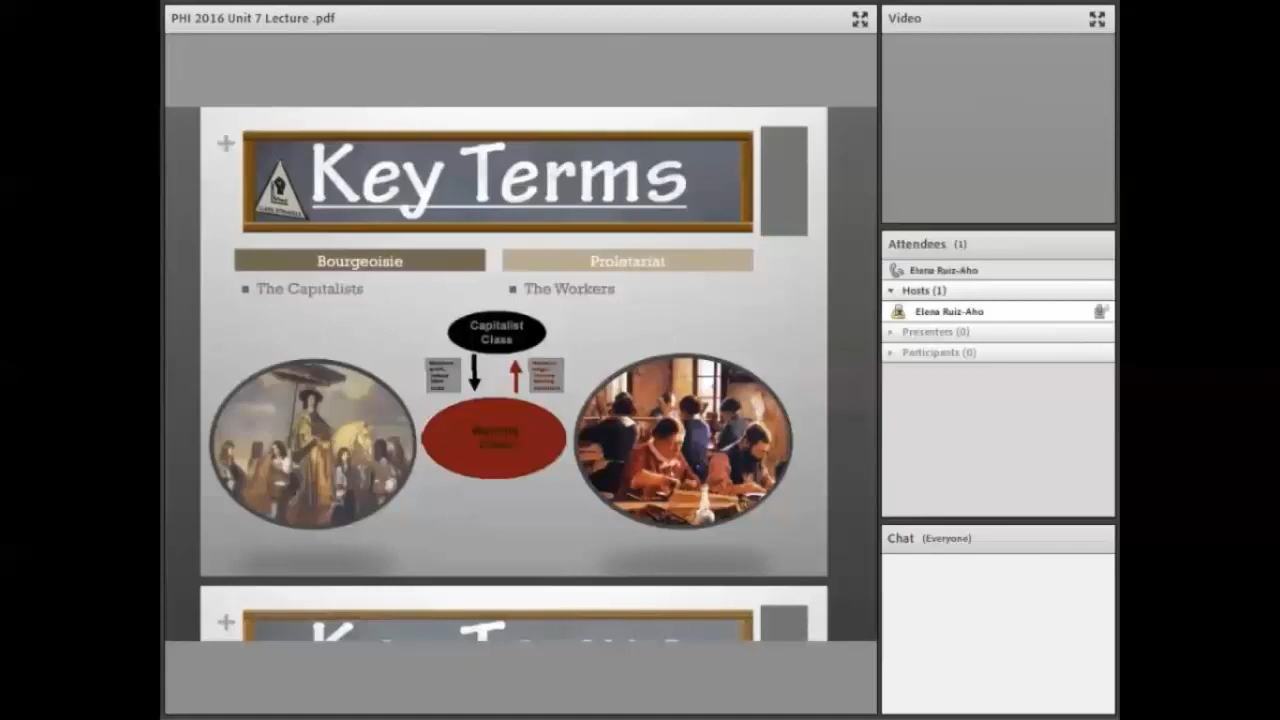 PHI 2016 Unit 7 Lecture .pdf
Key Terms
Bourgeoisie
Proletariat
■ The Capitalists
■ The Workers
Capitalist
Class
Key T
Video
Attendees (1)
Elena Ruiz-Aho
Hosts (1)
Elena Ruiz-Aho
Presenters (0)
Participants (0)
Chat (Everyone)